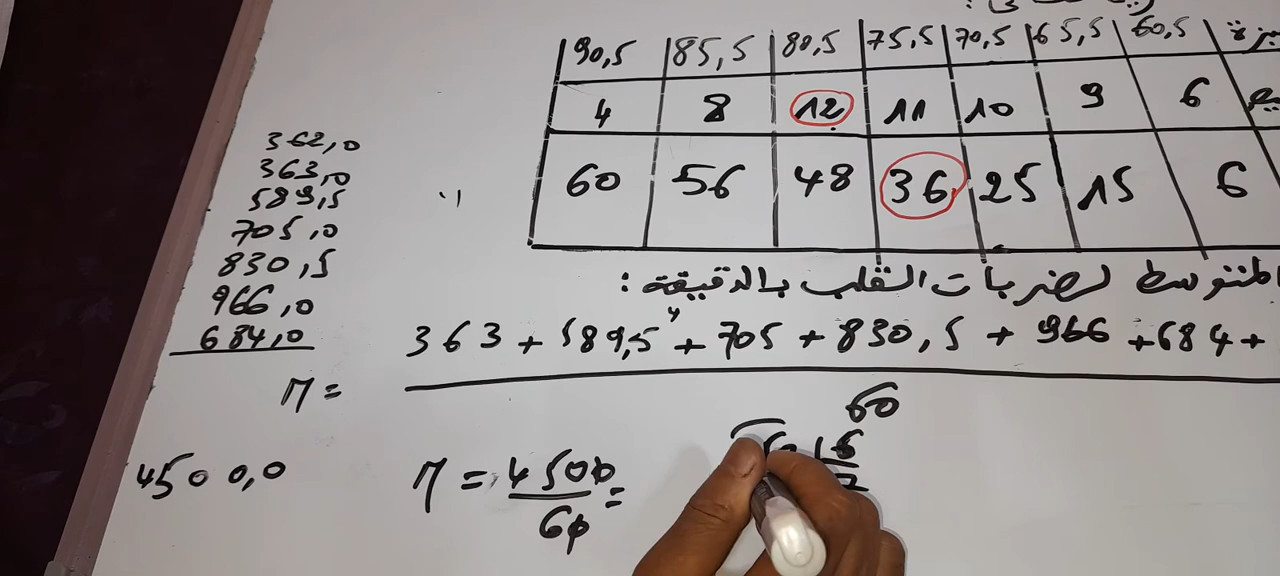 90,5 85,5 80,5 75,5 70,5 65,5 60,5
4 8 12 11 10 9 6
60 56 48 36 25 15 6
362,0
363,0
589,5
705,0
830,5
966,0
684,0
4500,0
المتوسط لضربات القلب بالدقيقة :
363 + 589,5 + 705 + 830,5 + 966 + 684 +
60
M =
M = 4500 / 60 =